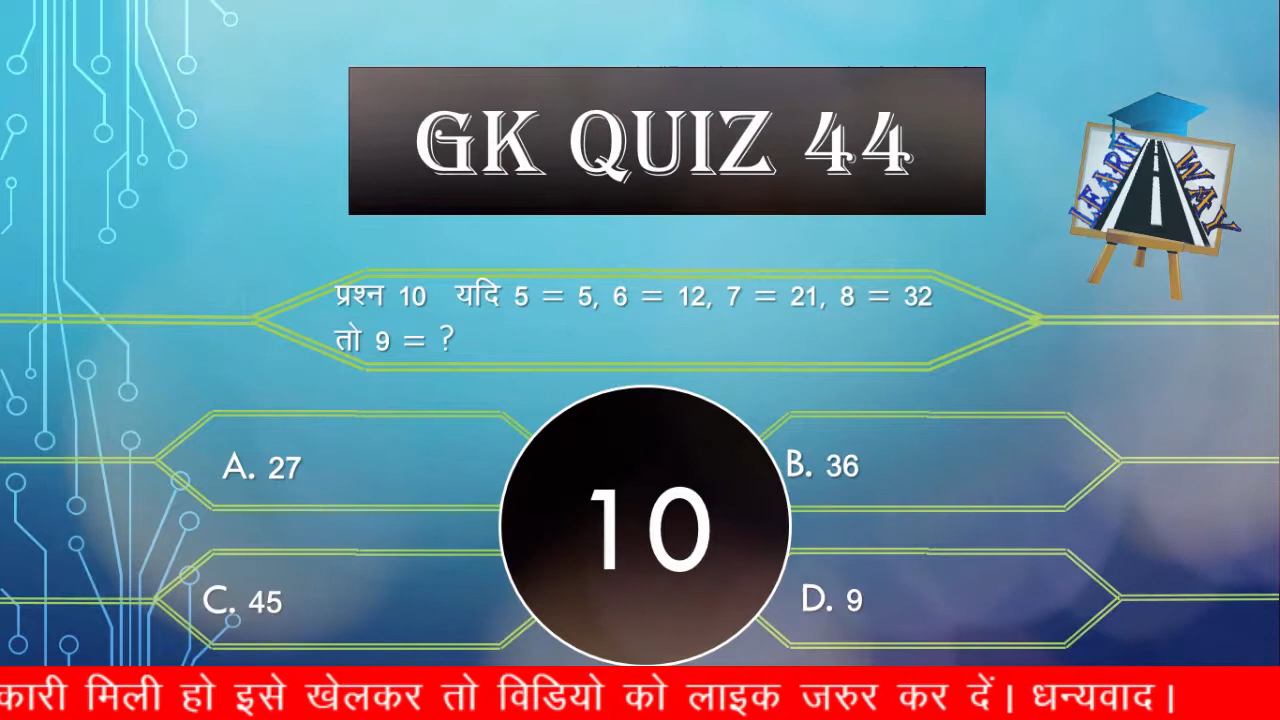 GK QUIZ 44
LEARN WAY
प्रश्न 10 यदि 5 = 5, 6 = 12, 7 = 21, 8 = 32
तो 9 = ?
A. 27
B. 36
10
C. 45
D. 9
कारी मिली हो इसे खेलकर तो विडियो को लाइक जरुर कर दें। धन्यवाद।